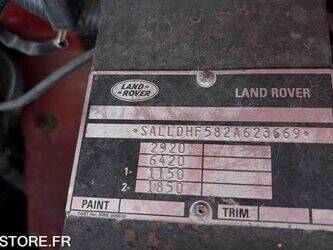 LAND-
-ROVER
LAND ROVER
*SALLDHF582A623669*
2920
6420
1- 1150
2- 1850
PAINT TRIM
STORE.FR